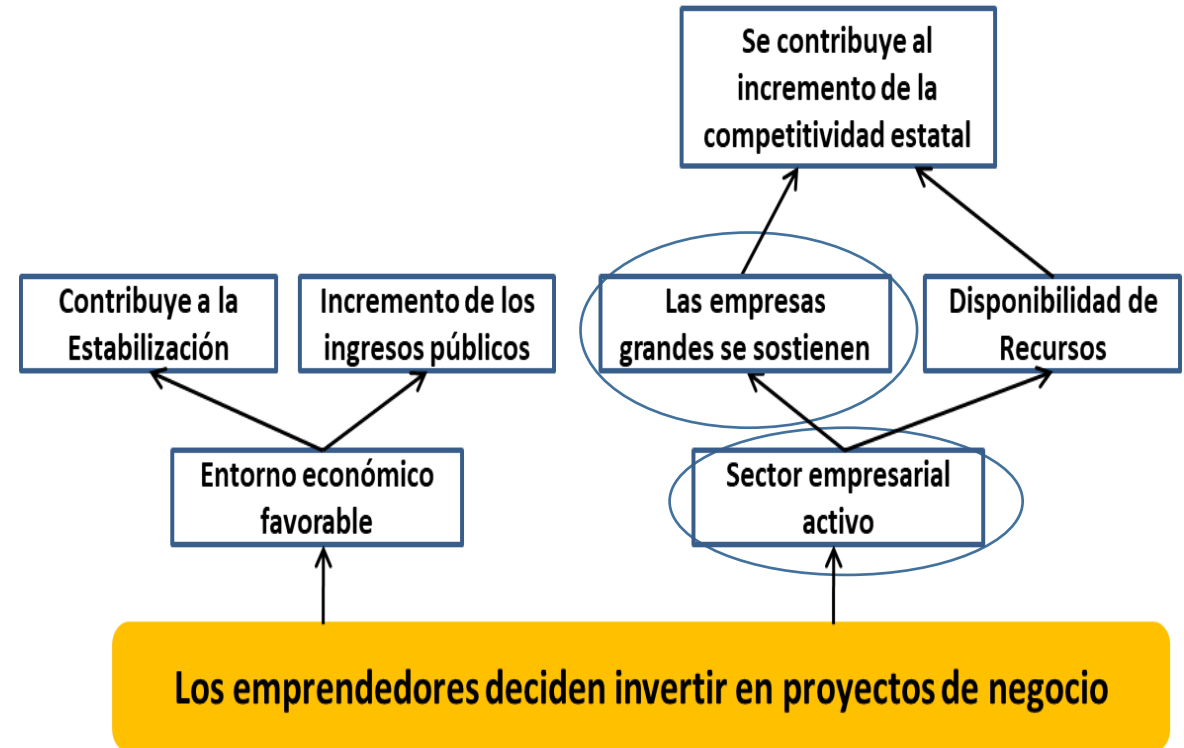 Se contribuye al
incremento de la
competitividad estatal
Contribuye a la
Estabilización
Incremento de los
ingresos públicos
Las empresas
grandes se sostienen
Disponibilidad de
Recursos
Entorno económico
favorable
Sector empresarial
activo
Los emprendedores deciden invertir en proyectos de negocio